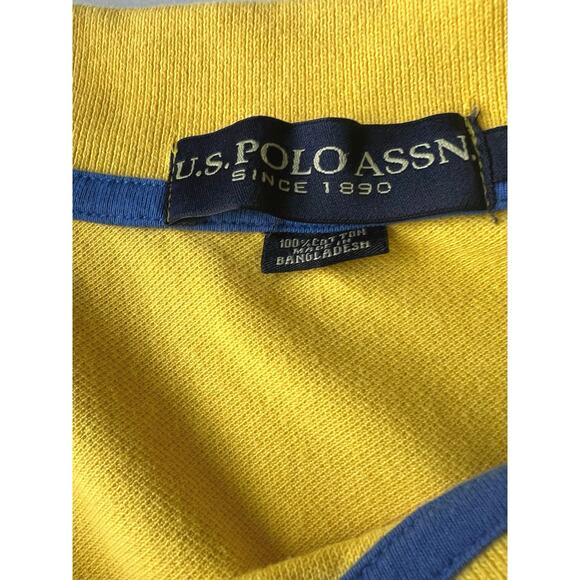 U.S. POLO ASSN.
SINCE 1890
100% COTTON
MADE IN
BANGLADESH